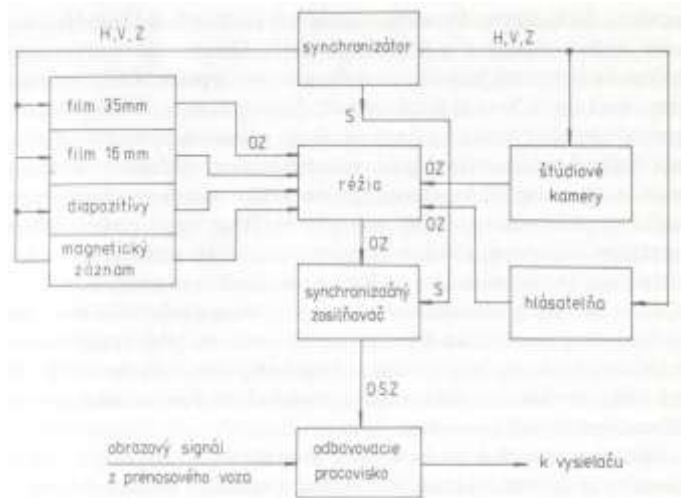 H,V,Z
synchronizátor
H,V,Z
film 35mm
OZ
S
film 16mm
réžia
OZ
štúdiové
kamery
diapozitívy
OZ
magnetický
záznam
OZ
synchronizačný
zosilňovač
S
hlásateľňa
OSZ
obrazový signál
z prenosového voza
odbavovacie
pracovisko
k vysielaču